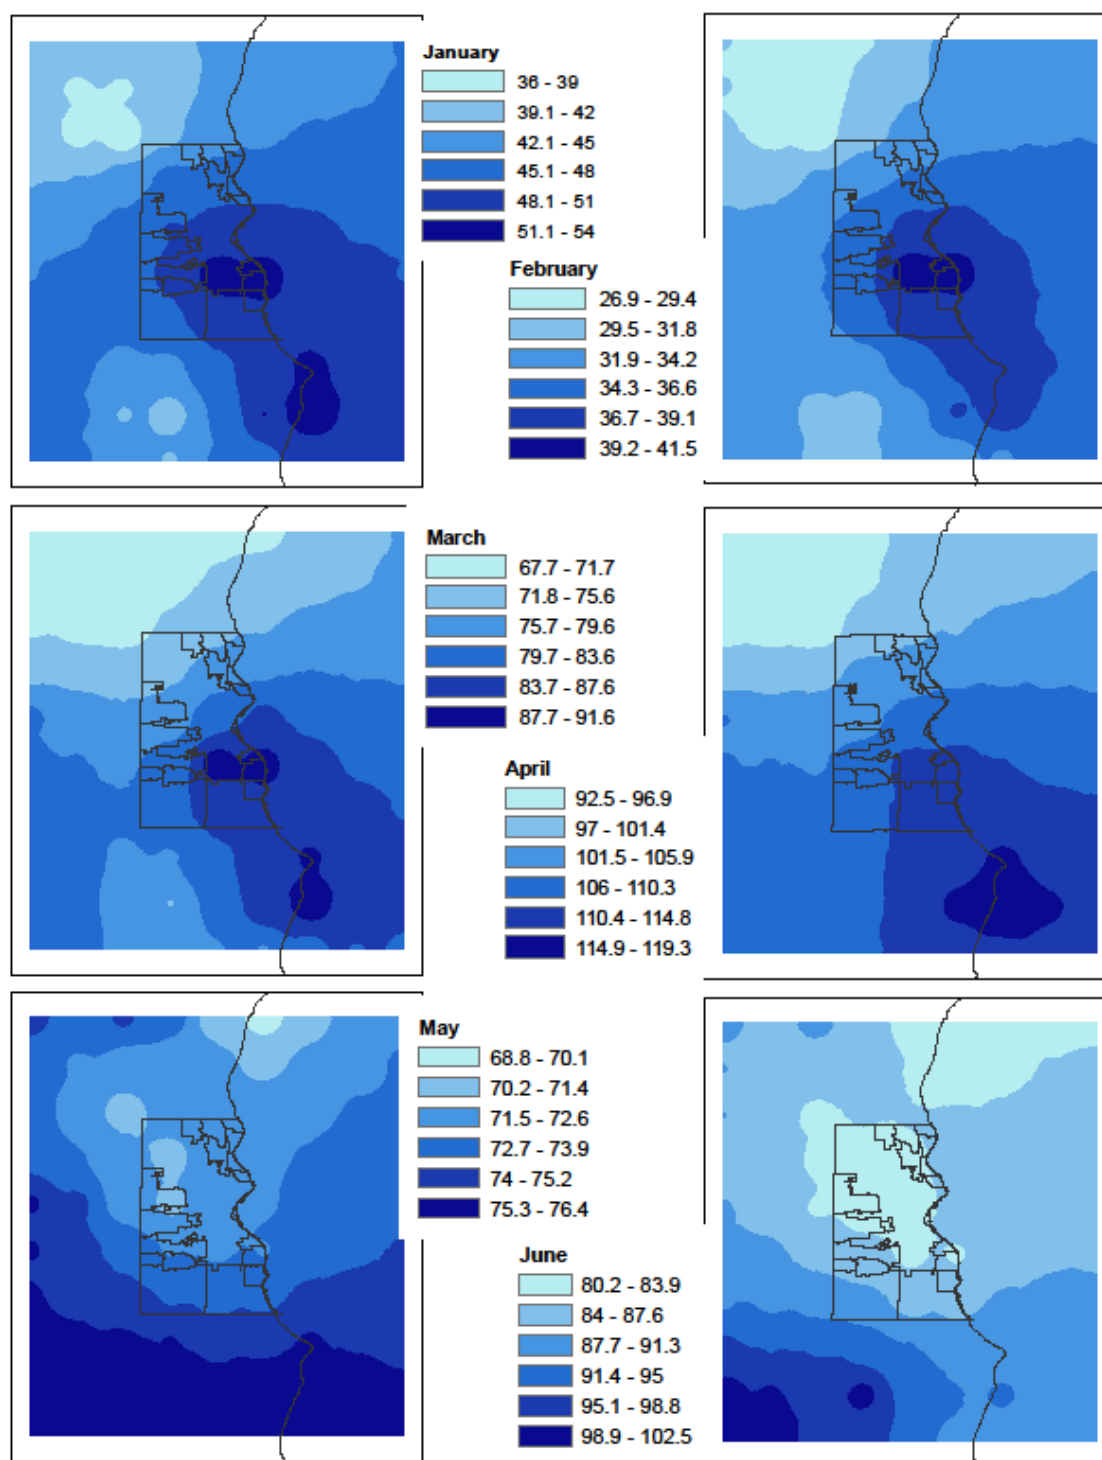 January
36 - 39
39.1 - 42
42.1 - 45
45.1 - 48
48.1 - 51
51.1 - 54
February
26.9 - 29.4
29.5 - 31.8
31.9 - 34.2
34.3 - 36.6
36.7 - 39.1
39.2 - 41.5
March
67.7 - 71.7
71.8 - 75.6
75.7 - 79.6
79.7 - 83.6
83.7 - 87.6
87.7 - 91.6
April
92.5 - 96.9
97 - 101.4
101.5 - 105.9
106 - 110.3
110.4 - 114.8
114.9 - 119.3
May
68.8 - 70.1
70.2 - 71.4
71.5 - 72.6
72.7 - 73.9
74 - 75.2
75.3 - 76.4
June
80.2 - 83.9
84 - 87.6
87.7 - 91.3
91.4 - 95
95.1 - 98.8
98.9 - 102.5